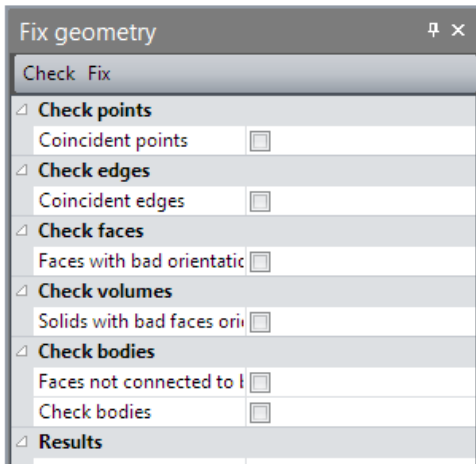 Fix geometry
Check Fix
Check points
Coincident points
Check edges
Coincident edges
Check faces
Faces with bad orientatic
Check volumes
Solids with bad faces orie
Check bodies
Faces not connected to b
Check bodies
Results